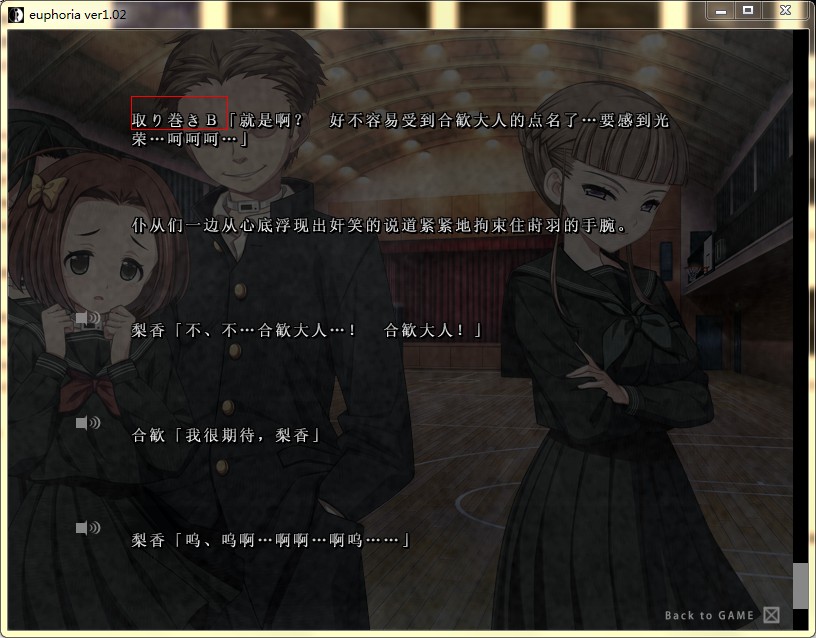 euphoria ver1.02
取り巻きＢ「就是啊？　好不容易受到合歓大人的点名了…要感到光
荣…呵呵呵…」
仆从们一边从心底浮现出奸笑的说道紧紧地拘束住莳羽的手腕。
梨香「不、不…合歓大人…！　合歓大人！」
合歓「我很期待，梨香」
梨香「呜、呜啊…啊啊…啊呜……」
Back to GAME